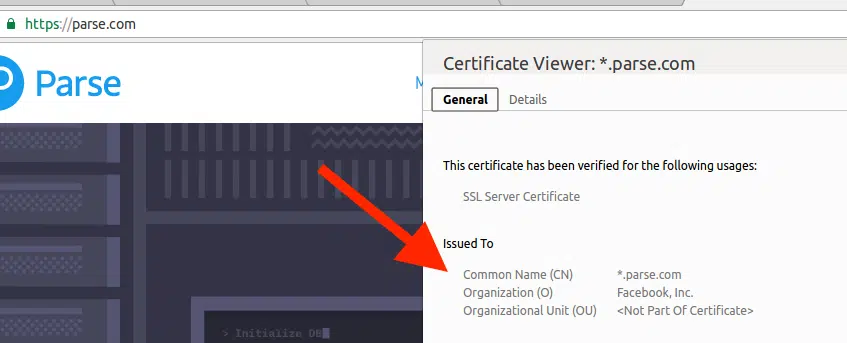 https://parse.com
Certificate Viewer: *.parse.com
Parse
M
General Details
This certificate has been verified for the following usages:
SSL Server Certificate
Issued To
Common Name (CN) *.parse.com
Organization (O) Facebook, Inc.
Organizational Unit (OU) <Not Part Of Certificate>
> Initialize DB